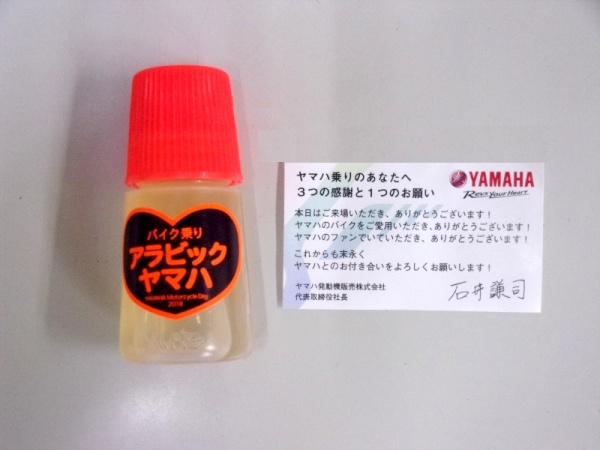 バイク乗り
アラビック
ヤマハ
YAMAHA Motorcycle Day
2018
ヤマハ乗りのあなたへ
３つの感謝と１つのお願い
YAMAHA
Revs Your Heart
本日はご来場いただき、ありがとうございます！
ヤマハのバイクをご愛用いただき、ありがとうございます！
ヤマハのファンでいていただき、ありがとうございます！
これからも末永く
ヤマハとのお付き合いをよろしくお願いします！
ヤマハ発動機販売株式会社
代表取締役社長
石井謙司